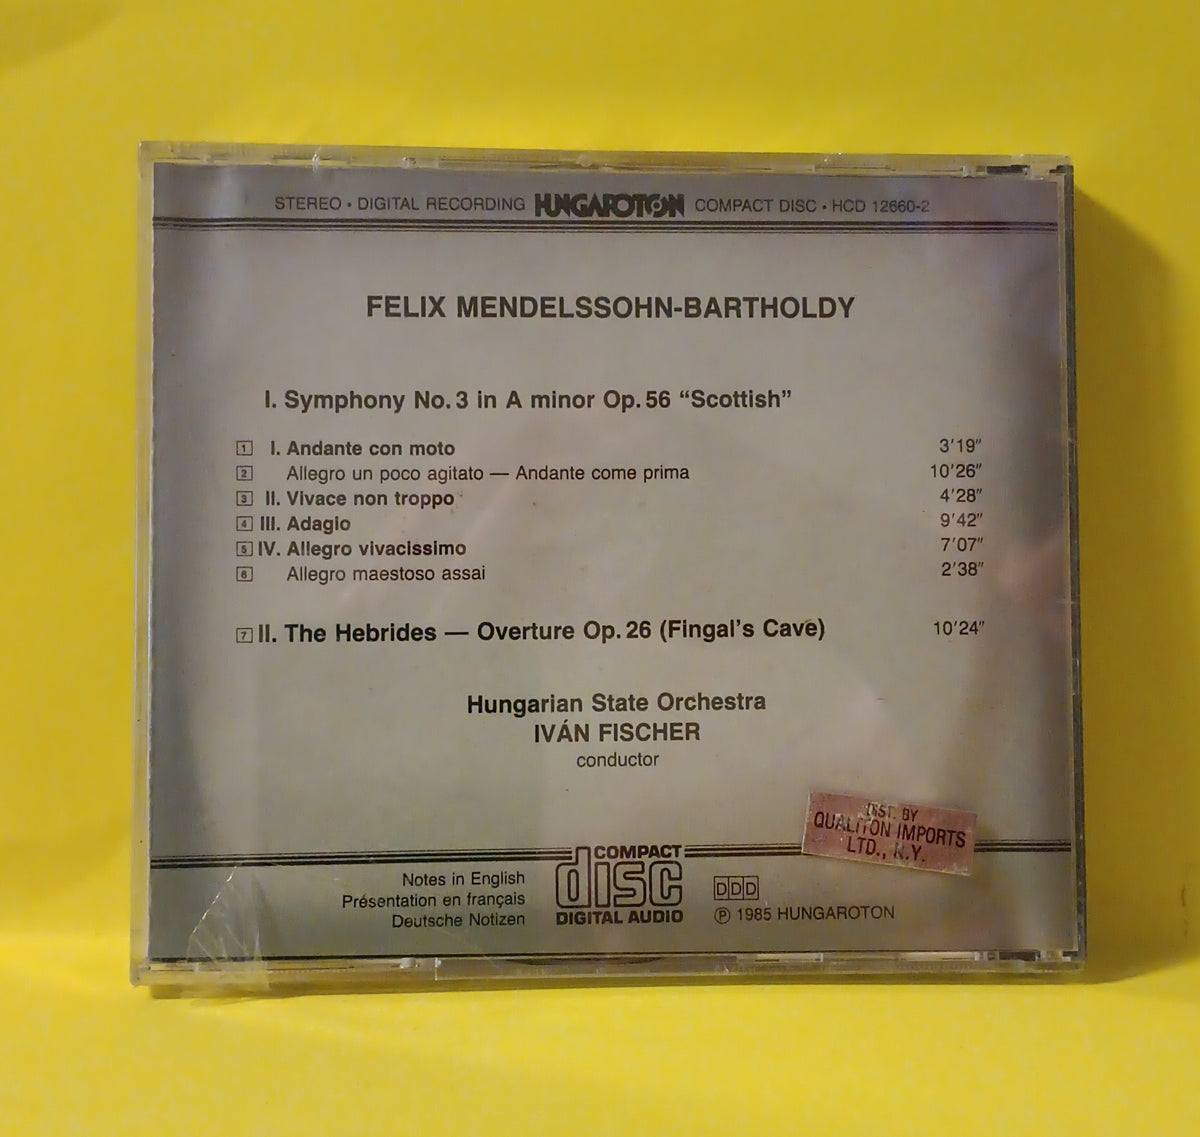 STEREO • DIGITAL RECORDING HUNGAROTON COMPACT DISC • HCD 12660-2
FELIX MENDELSSOHN-BARTHOLDY
I. Symphony No. 3 in A minor Op. 56 “Scottish”
1 I. Andante con moto 3’19”
2 Allegro un poco agitato — Andante come prima 10’26”
3 II. Vivace non troppo 4’28”
4 III. Adagio 9’42”
5 IV. Allegro vivacissimo 7’07”
6 Allegro maestoso assai 2’38”
7 II. The Hebrides — Overture Op. 26 (Fingal’s Cave) 10’24”
Hungarian State Orchestra
IVÁN FISCHER
conductor
DIST. BY
QUALITON IMPORTS
LTD., N.Y.
Notes in English
Présentation en français
Deutsche Notizen
COMPACT
disc
DIGITAL AUDIO
DDD
Ⓟ 1985 HUNGAROTON